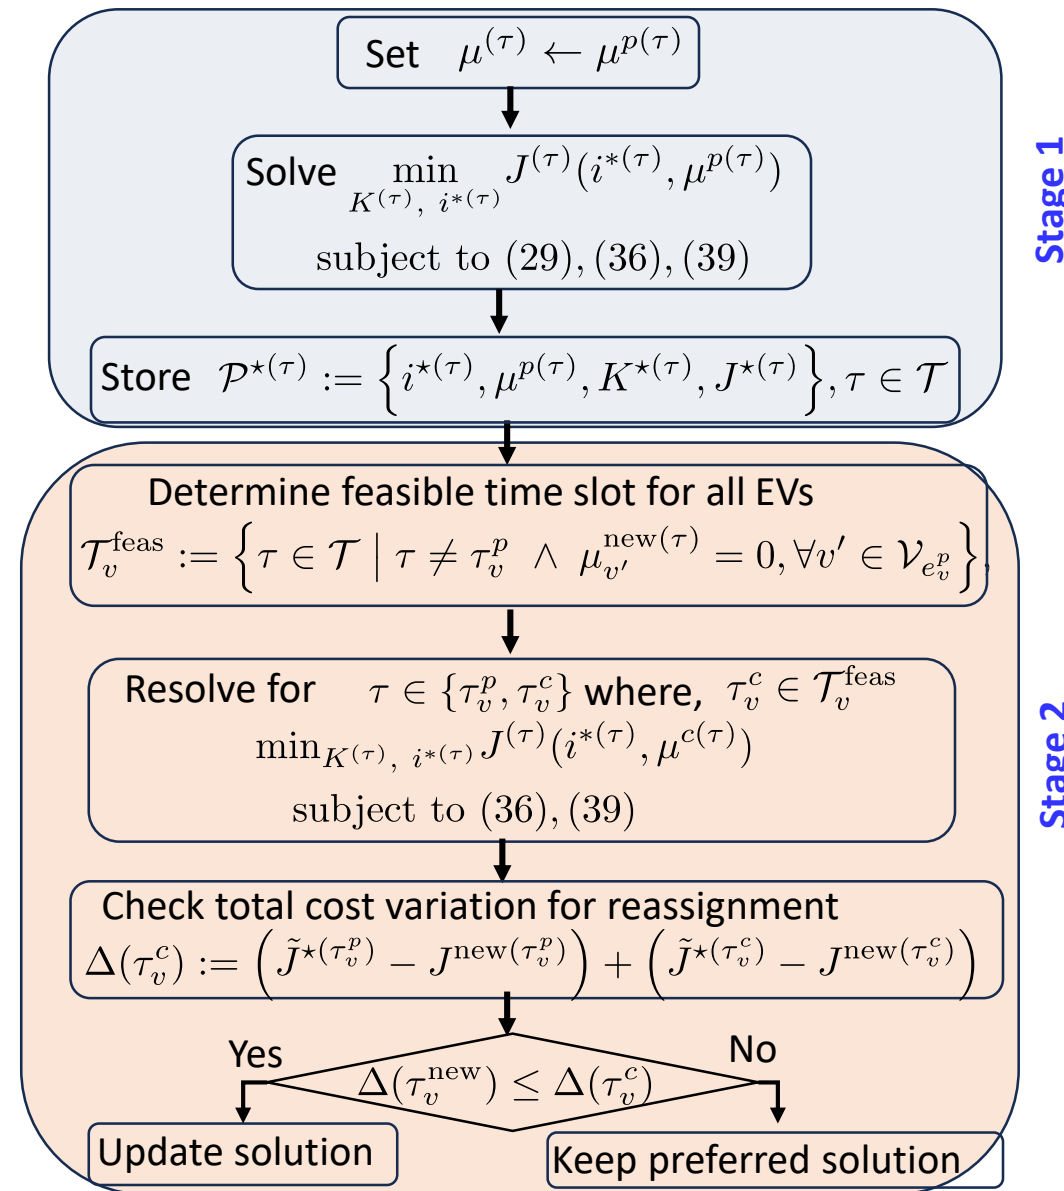 Set μ^{(τ)} ← μ^{p(τ)}
Solve min_{K^{(τ)}, i^{*(τ)}} J^{(τ)}(i^{*(τ)}, μ^{p(τ)})
subject to (29), (36), (39)
Stage 1
Store 𝒫^{⋆(τ)} := {i^{⋆(τ)}, μ^{p(τ)}, K^{⋆(τ)}, J^{⋆(τ)}}, τ ∈ 𝒯
Determine feasible time slot for all EVs
𝒯_v^{feas} := {τ ∈ 𝒯 | τ ≠ τ_v^p ∧ μ_{v'}^{new(τ)} = 0, ∀v' ∈ 𝒱_{e_v^p}},
Resolve for τ ∈ {τ_v^p, τ_v^c} where, τ_v^c ∈ 𝒯_v^{feas}
min_{K^{(τ)}, i^{*(τ)}} J^{(τ)}(i^{*(τ)}, μ^{c(τ)})
subject to (36), (39)
Stage 2
Check total cost variation for reassignment
Δ(τ_v^c) := (J̃^{⋆(τ_v^p)} − J^{new(τ_v^p)}) + (J̃^{⋆(τ_v^c)} − J^{new(τ_v^c)})
Yes
No
Δ(τ_v^{new}) ≤ Δ(τ_v^c)
Update solution
Keep preferred solution